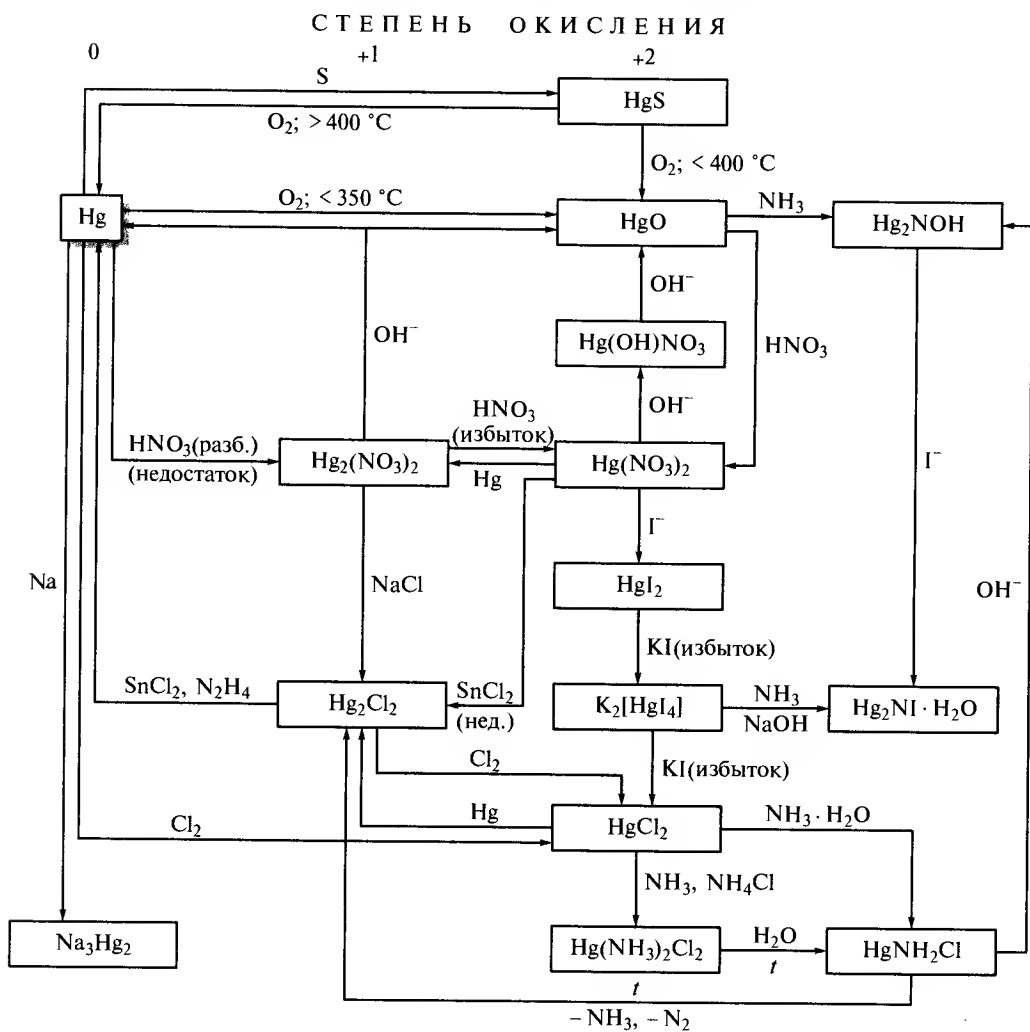 СТЕПЕНЬ ОКИСЛЕНИЯ
0
+1
+2
S
HgS
O₂; > 400 °C
O₂; < 400 °C
Hg
O₂; < 350 °C
HgO
NH₃
Hg₂NOH
OH⁻
OH⁻
Hg(OH)NO₃
HNO₃
HNO₃
(избыток)
OH⁻
HNO₃(разб.)
(недостаток)
Hg₂(NO₃)₂
Hg(NO₃)₂
Hg
I⁻
I⁻
Na
NaCl
HgI₂
OH⁻
KI(избыток)
SnCl₂, N₂H₄
Hg₂Cl₂
SnCl₂
(нед.)
K₂[HgI₄]
NH₃
NaOH
Hg₂NI · H₂O
Cl₂
KI(избыток)
Cl₂
Hg
HgCl₂
NH₃ · H₂O
NH₃, NH₄Cl
Na₃Hg₂
Hg(NH₃)₂Cl₂
H₂O
t
HgNH₂Cl
t
− NH₃, − N₂